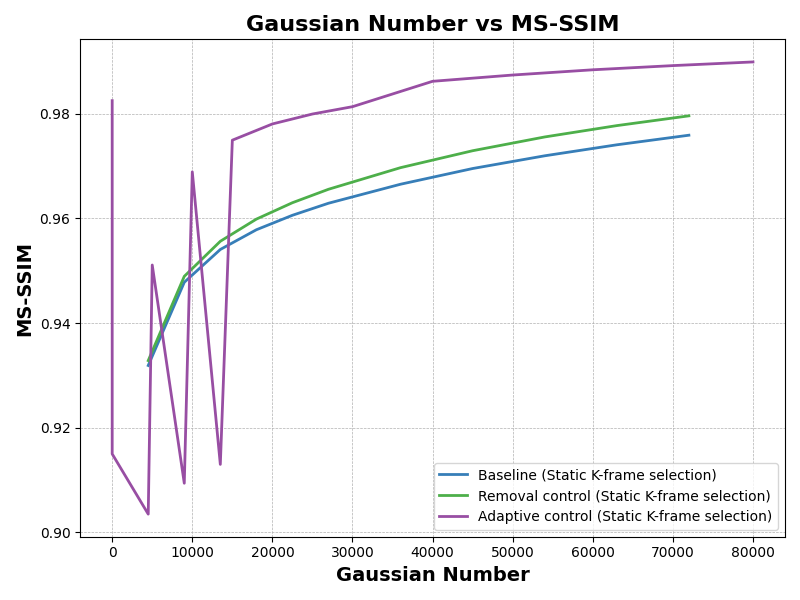 Gaussian Number vs MS-SSIM
MS-SSIM
0.98
0.96
0.94
0.92
0.90
Baseline (Static K-frame selection)
Removal control (Static K-frame selection)
Adaptive control (Static K-frame selection)
0 10000 20000 30000 40000 50000 60000 70000 80000
Gaussian Number